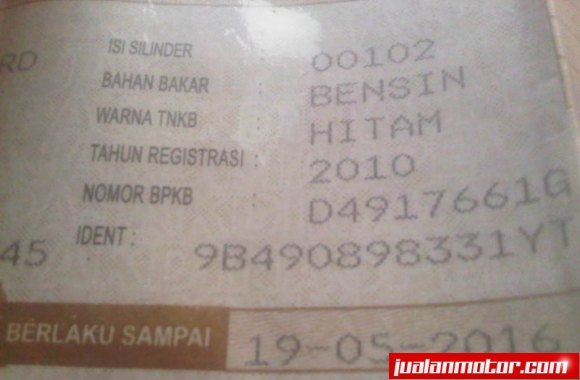 RD ISI SILINDER : 00102
BAHAN BAKAR : BENSIN
WARNA TNKB : HITAM
TAHUN REGISTRASI : 2010
NOMOR BPKB : D4917661G
45 IDENT : 9B490898331YT
BERLAKU SAMPAI 19-05-2016
jualanmotor.com